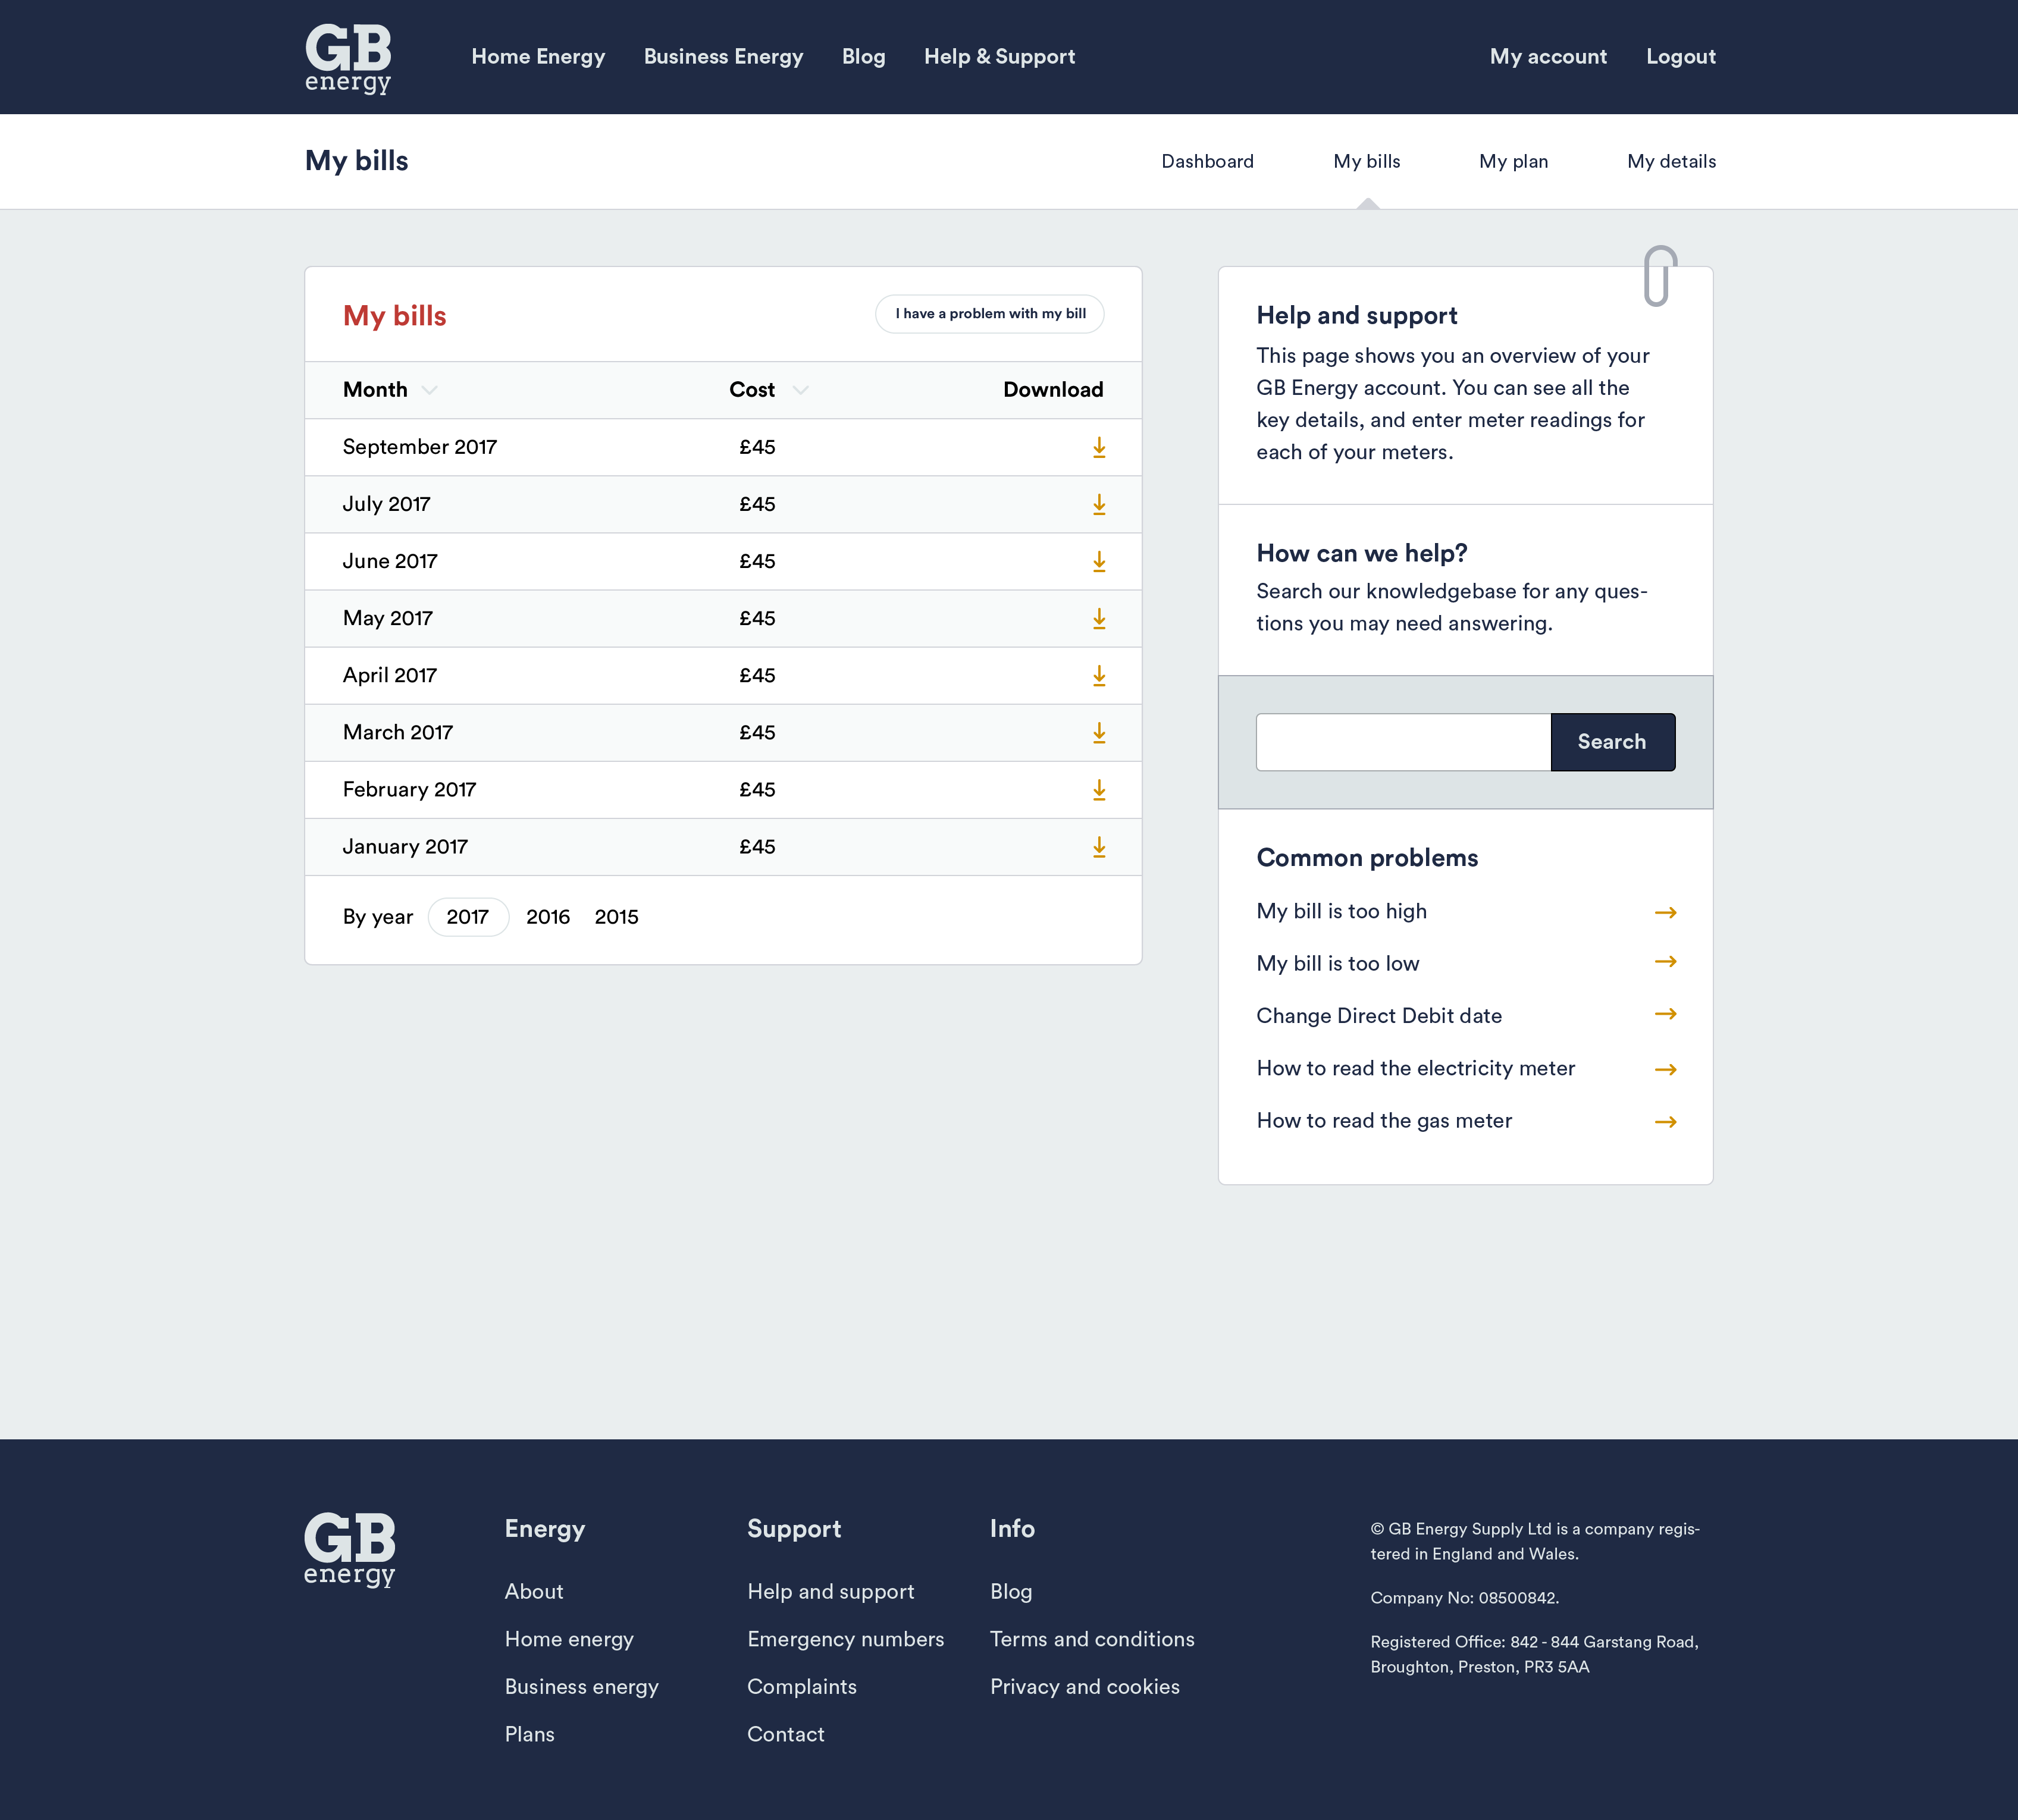 GB
energy
Home Energy
Business Energy
Blog
Help & Support
My account
Logout
My bills
Dashboard
My bills
My plan
My details
My bills
I have a problem with my bill
Month
Cost
Download
September 2017
£45
July 2017
£45
June 2017
£45
May 2017
£45
April 2017
£45
March 2017
£45
February 2017
£45
January 2017
£45
By year
2017
2016
2015
Help and support
This page shows you an overview of your
GB Energy account. You can see all the
key details, and enter meter readings for
each of your meters.
How can we help?
Search our knowledgebase for any ques-
tions you may need answering.
Search
Common problems
My bill is too high
My bill is too low
Change Direct Debit date
How to read the electricity meter
How to read the gas meter
GB
energy
Energy
About
Home energy
Business energy
Plans
Support
Help and support
Emergency numbers
Complaints
Contact
Info
Blog
Terms and conditions
Privacy and cookies
© GB Energy Supply Ltd is a company regis-
tered in England and Wales.
Company No: 08500842.
Registered Office: 842 - 844 Garstang Road,
Broughton, Preston, PR3 5AA